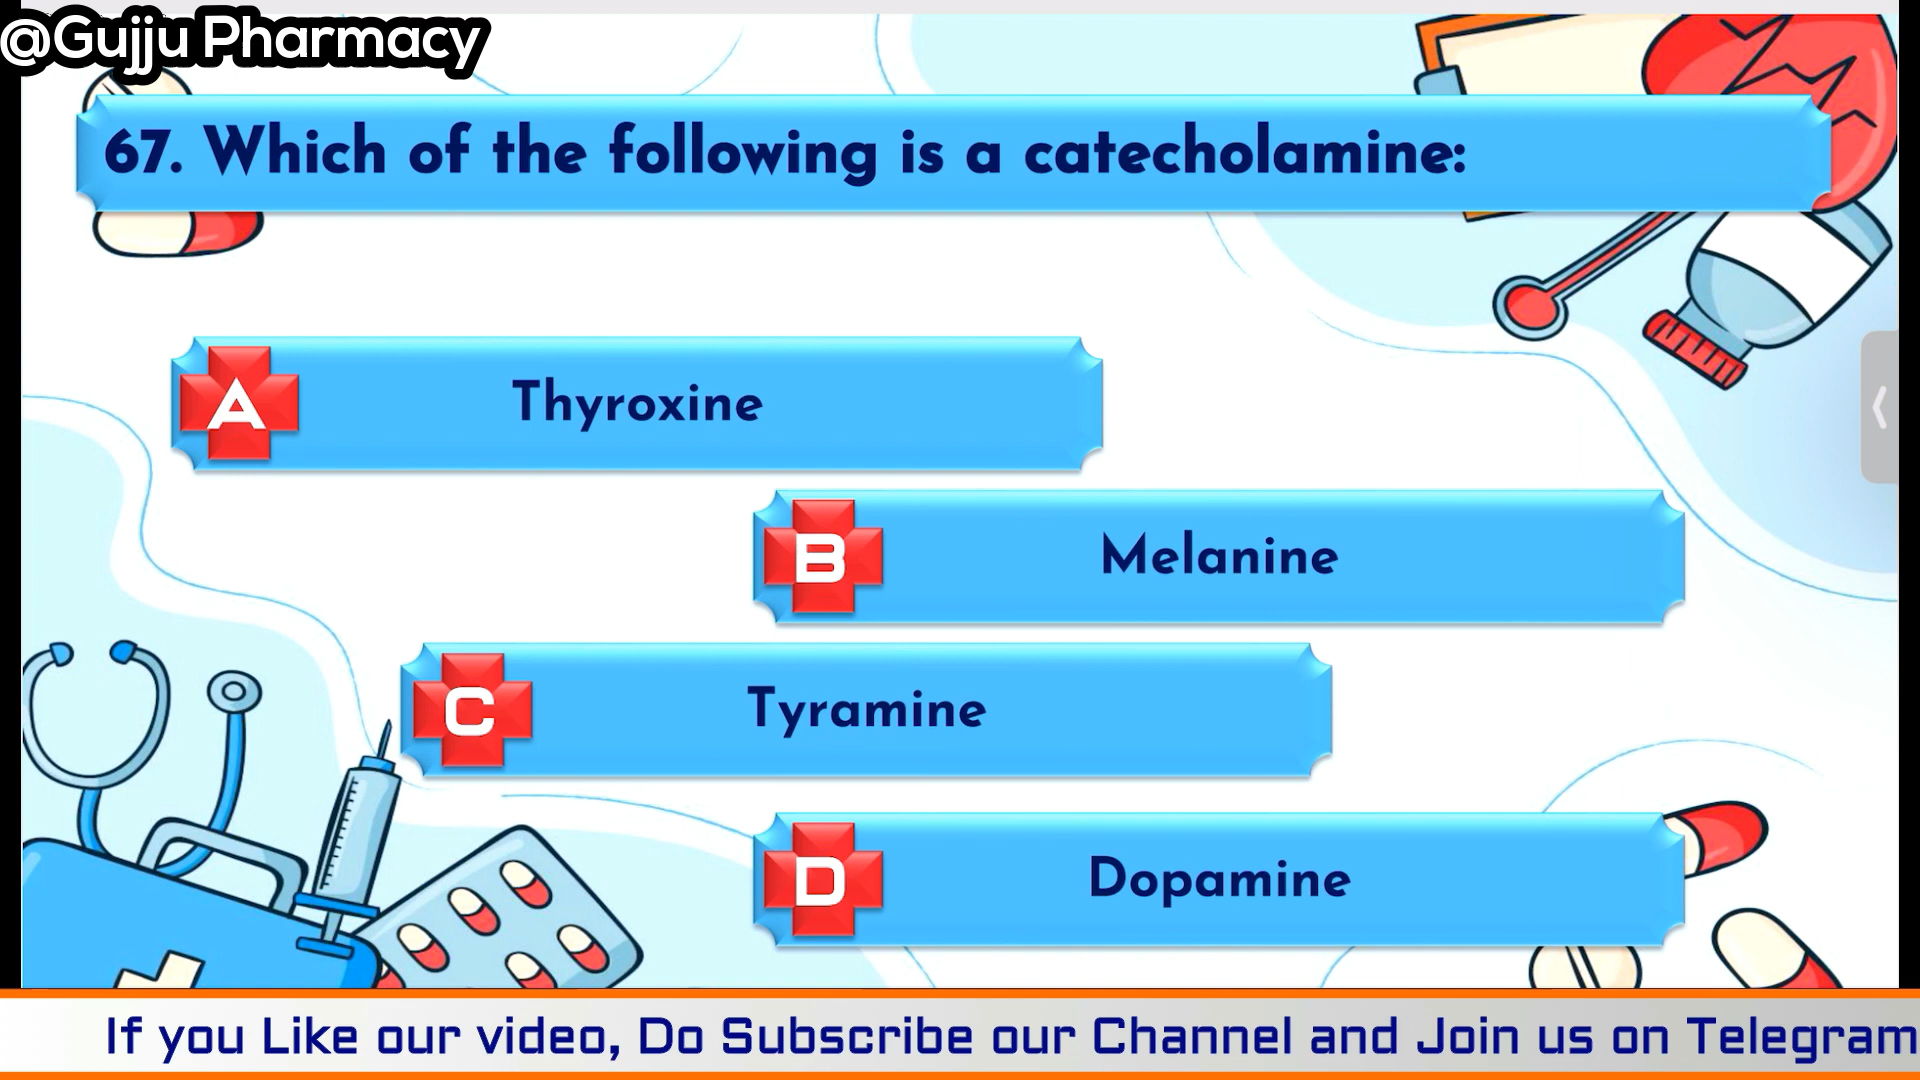 @Gujju Pharmacy
67. Which of the following is a catecholamine:
A Thyroxine
B Melanine
C Tyramine
D Dopamine
If you Like our video, Do Subscribe our Channel and Join us on Telegram